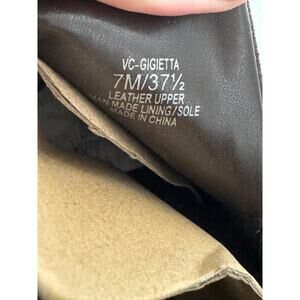 VC-GIGIETTA
7M/37½
LEATHER UPPER
MAN MADE LINING/SOLE
MADE IN CHINA